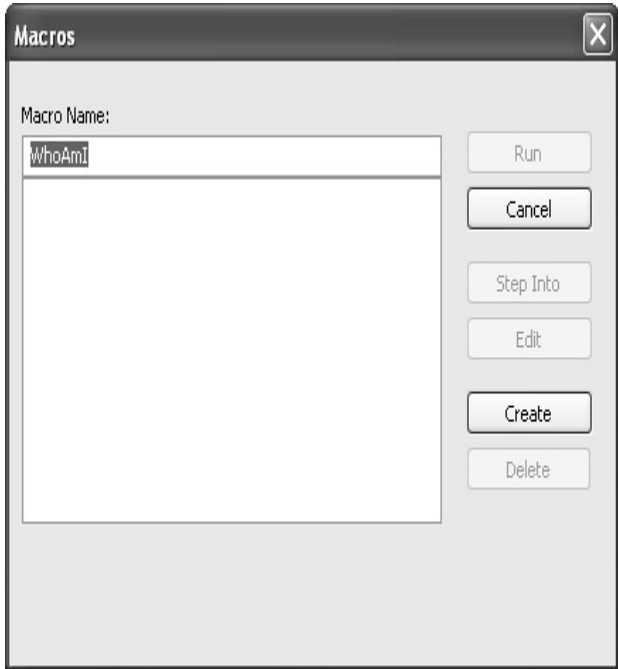 Macros
Macro Name:
WhoAmI
Run
Cancel
Step Into
Edit
Create
Delete